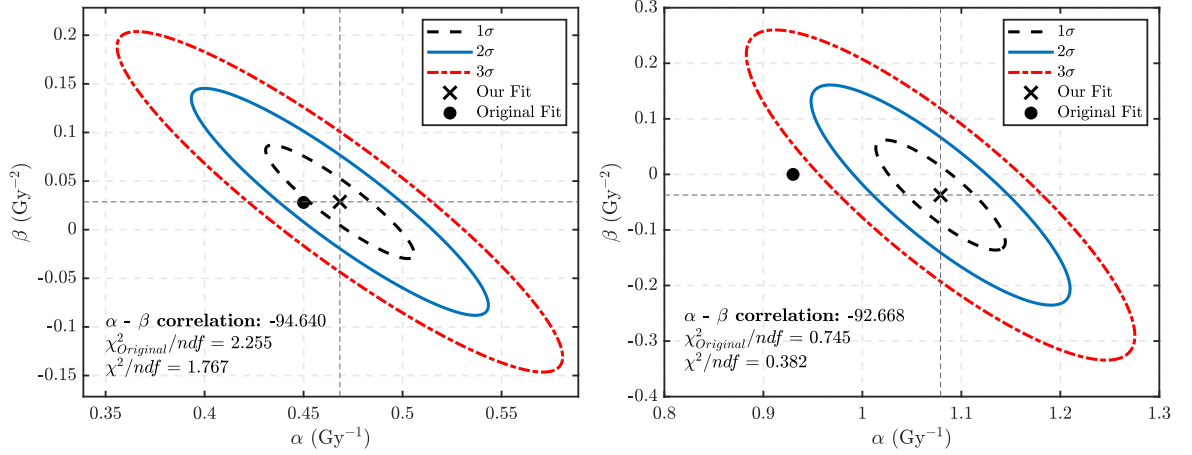 0.2
0.15
0.1
0.05
0
-0.05
-0.1
-0.15
β (Gy⁻²)
1σ
2σ
3σ
Our Fit
Original Fit
α - β correlation: -94.640
χ²_Original/ndf = 2.255
χ²/ndf = 1.767
0.35
0.4
0.45
0.5
0.55
α (Gy⁻¹)
0.3
0.2
0.1
0
-0.1
-0.2
-0.3
-0.4
β (Gy⁻²)
1σ
2σ
3σ
Our Fit
Original Fit
α - β correlation: -92.668
χ²_Original/ndf = 0.745
χ²/ndf = 0.382
0.8
0.9
1
1.1
1.2
1.3
α (Gy⁻¹)